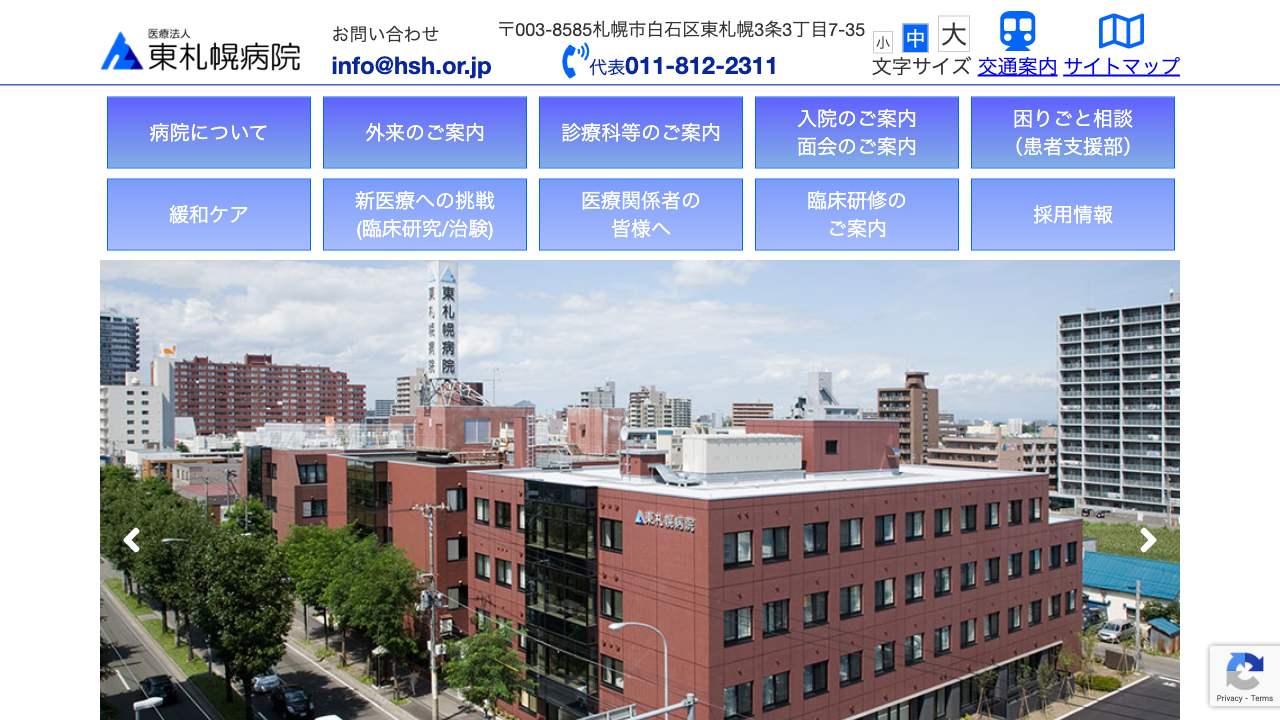 医療法人
東札幌病院
お問い合わせ
info@hsh.or.jp
〒003-8585札幌市白石区東札幌3条3丁目7-35
代表011-812-2311
小 中 大
文字サイズ
交通案内
サイトマップ
病院について
外来のご案内
診療科等のご案内
入院のご案内
面会のご案内
困りごと相談
（患者支援部）
緩和ケア
新医療への挑戦
(臨床研究/治験)
医療関係者の
皆様へ
臨床研修の
ご案内
採用情報
東札幌病院
東札幌病院
東札幌病院
Privacy - Terms